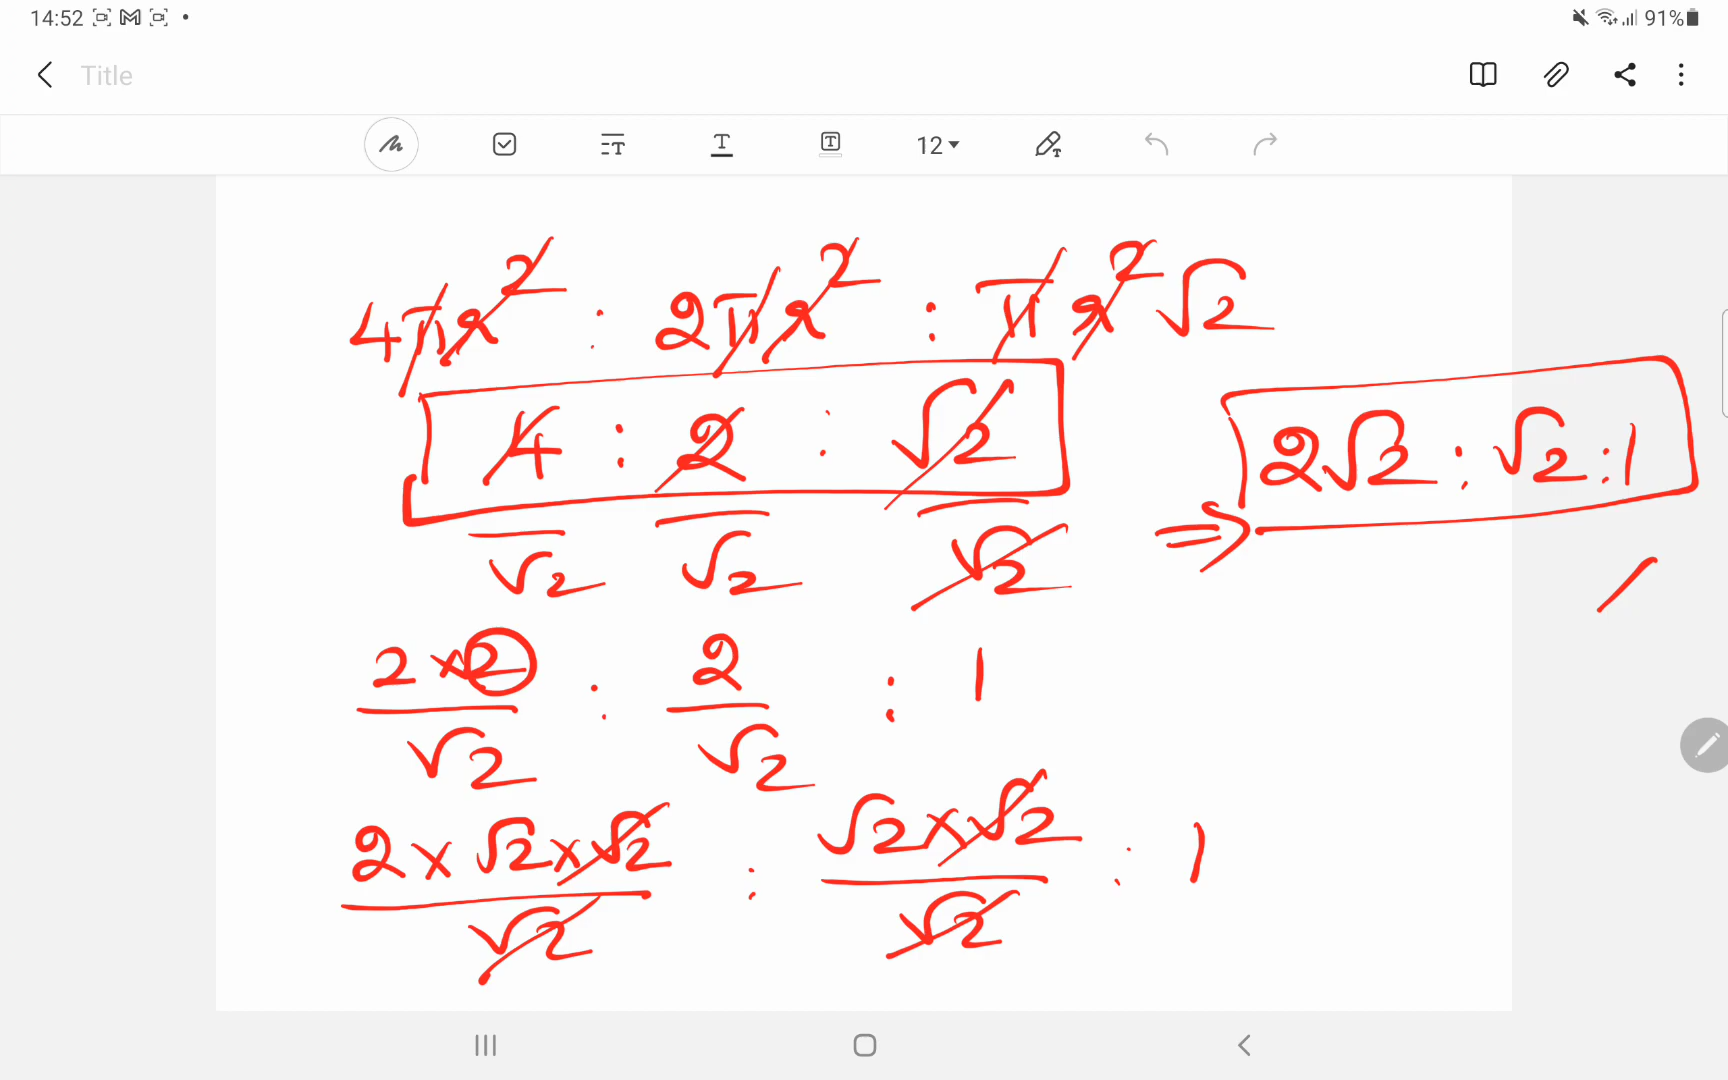 14:52 91%
Title
12
4πr² : 2πr² : πr²√2
4 : 2 : √2 ⇒ 2√2 : √2 : 1
√2 √2 √2
2 × 2 : 2 : 1
√2 √2
2 × √2 × √2 : √2 × √2 : 1
√2 √2